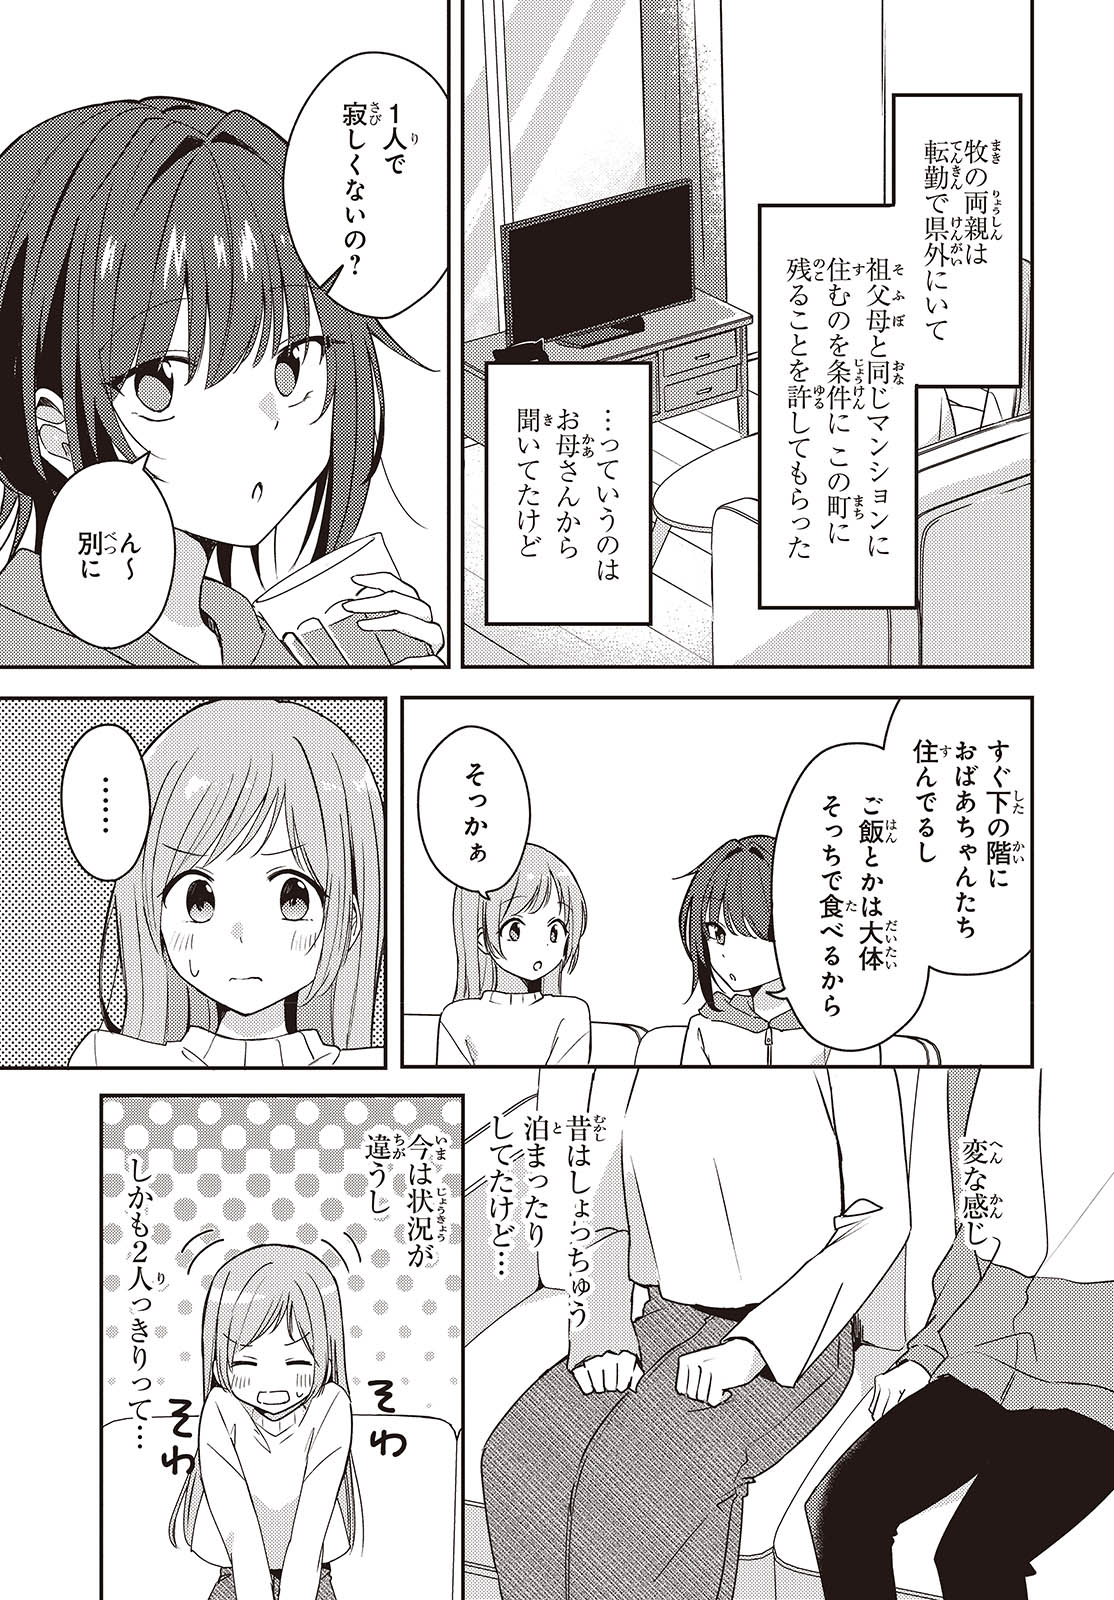 牧の両親は
転勤で県外にいて
祖父母と同じマンションに
住むのを条件に この町に
残ることを許してもらった
…っていうのは
お母さんから
聞いてたけど
1人で
寂しくないの?
ん〜
別に
すぐ下の階に
おばあちゃんたち
住んでるし
ご飯とかは大体
そっちで食べるから
そっかぁ
……
変な感じ
昔はしょっちゅう
泊まったり
してたけど…
今は状況が
違うし
しかも2人っきりって…
そわ
そわ